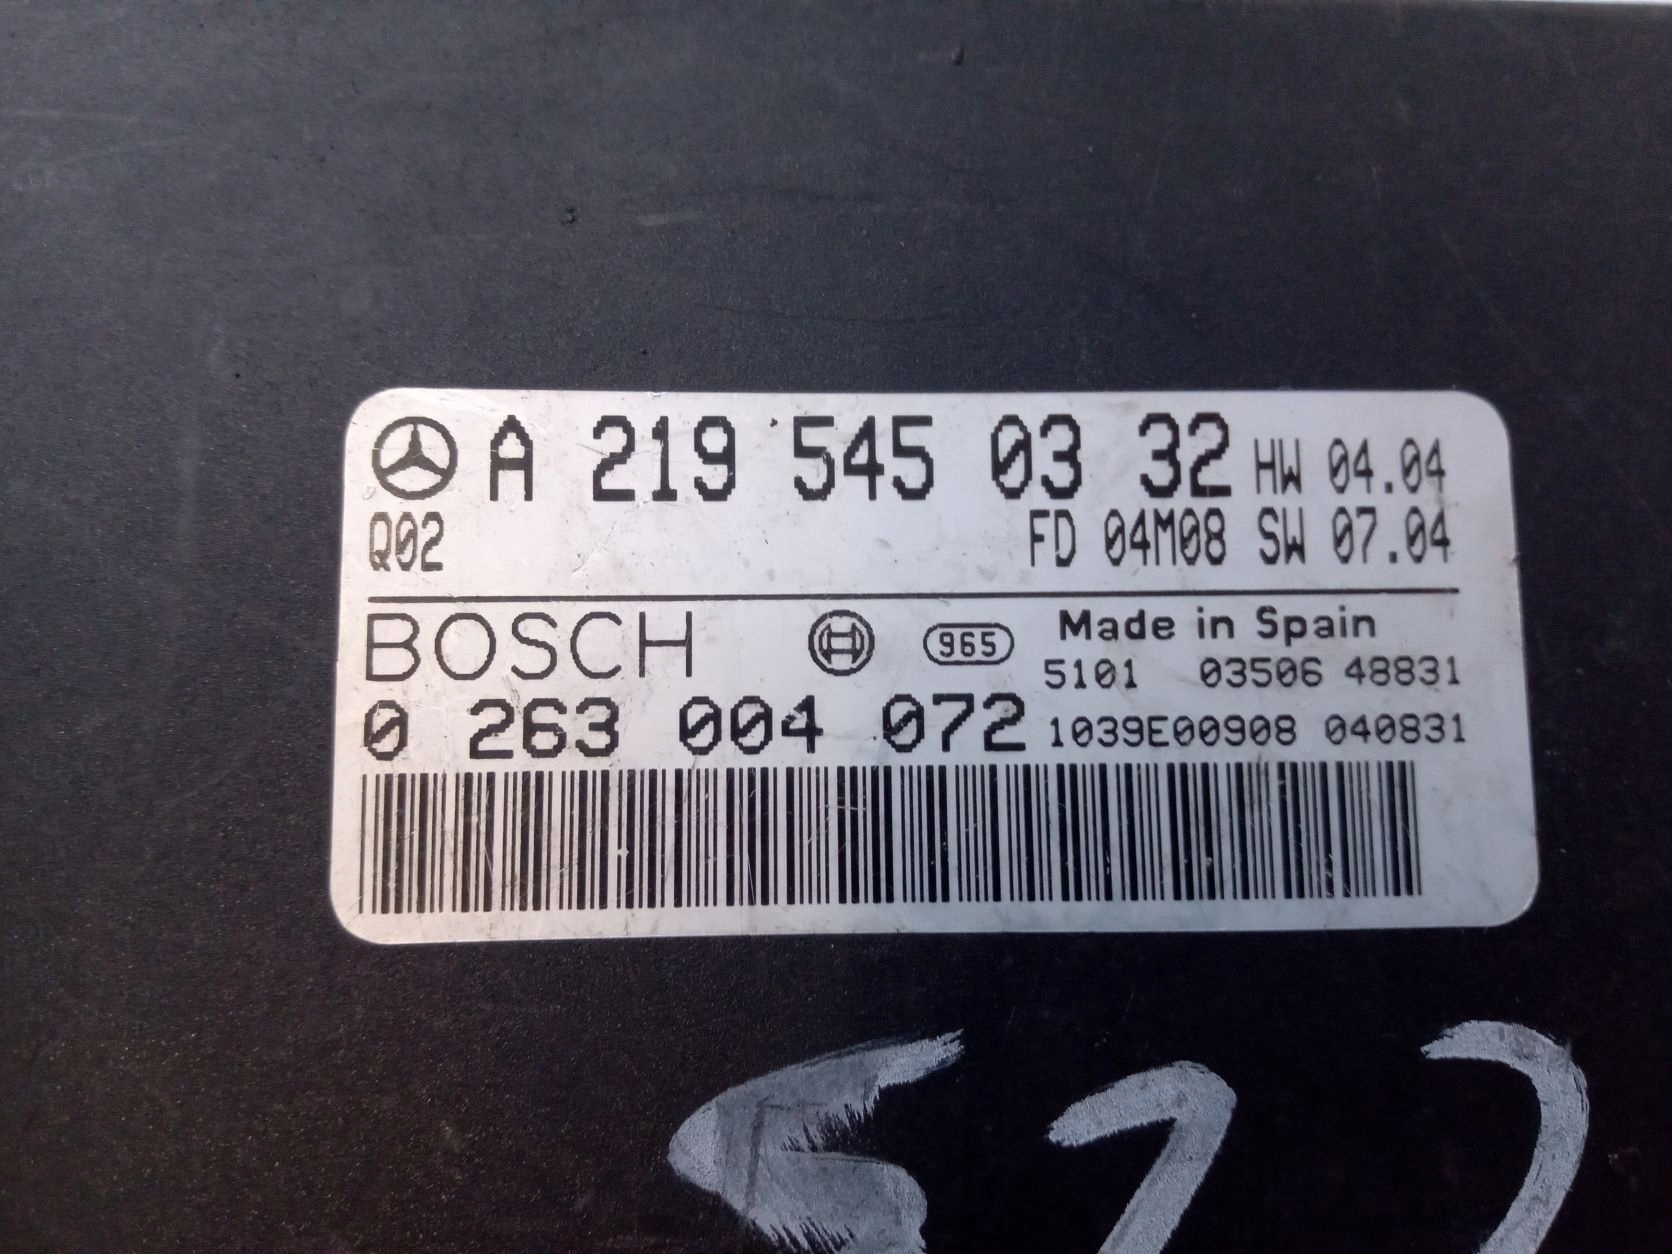 A 219 545 03 32 HW 04.04
Q02 FD 04M08 SW 07.04
BOSCH 965 Made in Spain
5101 03506 48831
0 263 004 072 1039E00908 040831